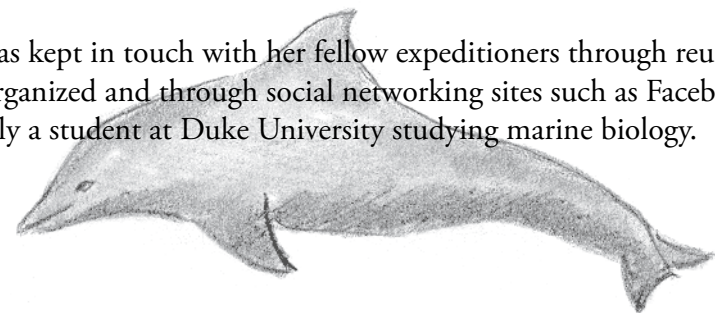 as kept in touch with her fellow expeditioners through reu
rganized and through social networking sites such as Faceb
ly a student at Duke University studying marine biology.